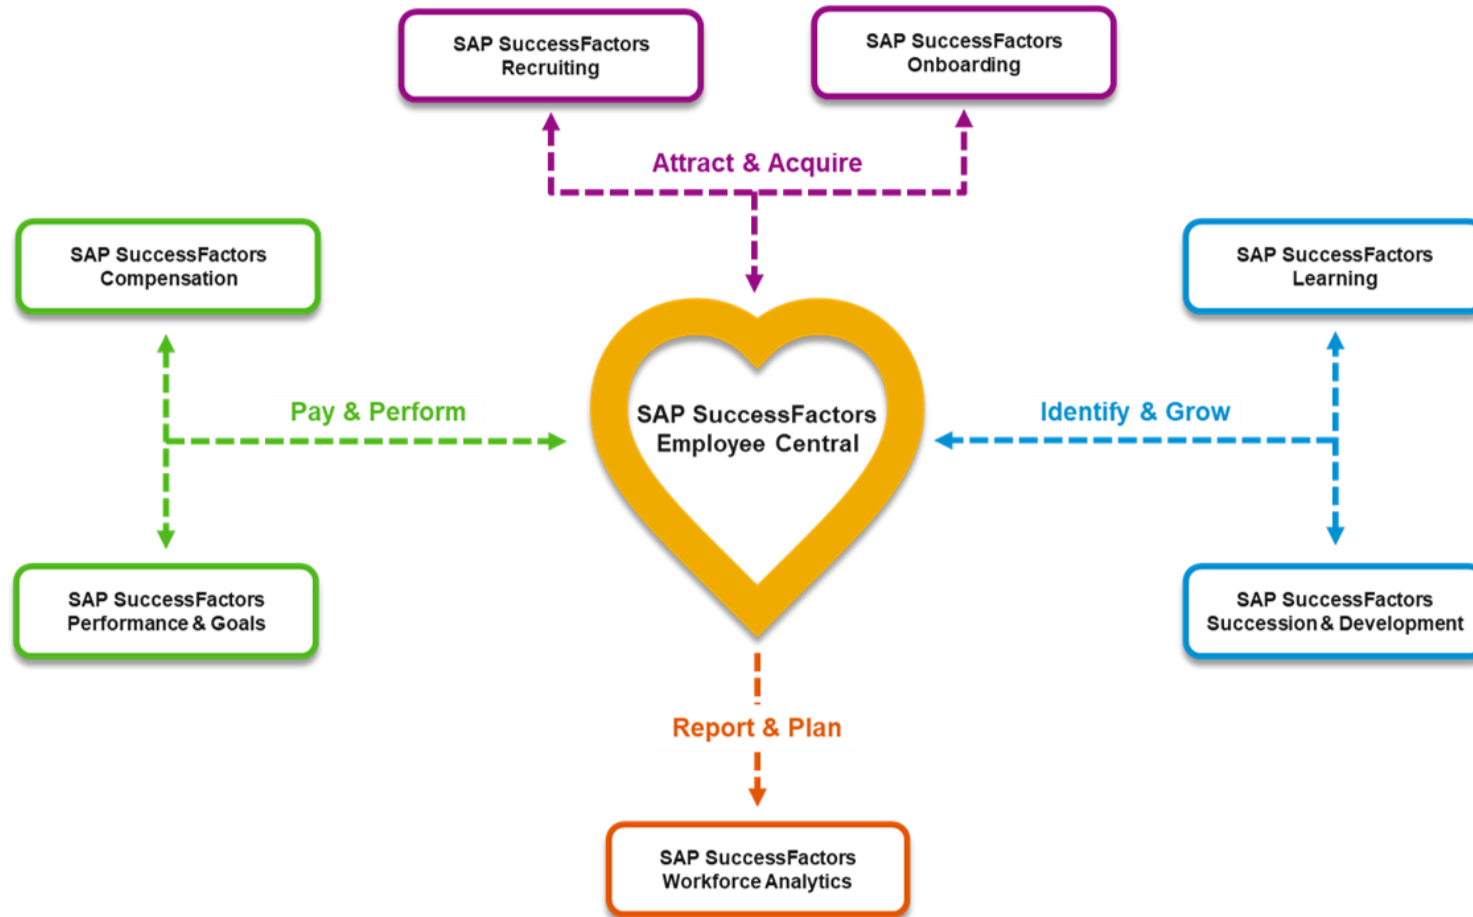 SAP SuccessFactors
Recruiting
SAP SuccessFactors
Onboarding
Attract & Acquire
SAP SuccessFactors
Compensation
SAP SuccessFactors
Learning
Pay & Perform
SAP SuccessFactors
Employee Central
Identify & Grow
SAP SuccessFactors
Performance & Goals
SAP SuccessFactors
Succession & Development
Report & Plan
SAP SuccessFactors
Workforce Analytics